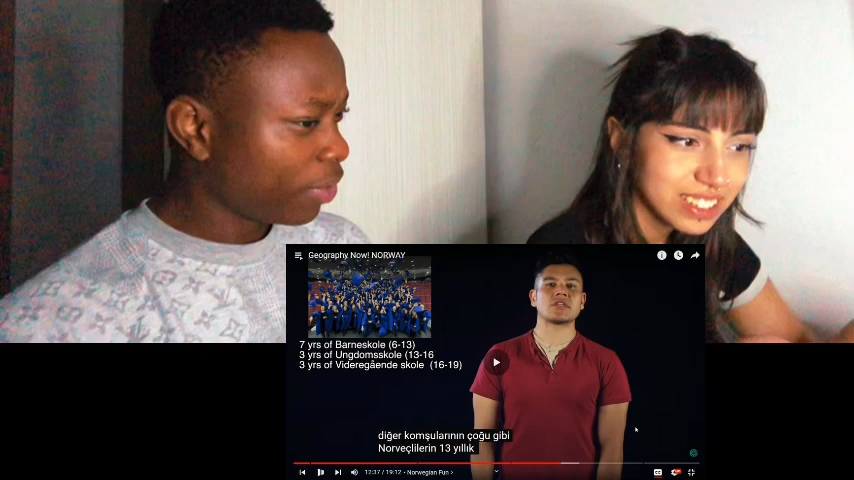 Geography Now! NORWAY
7 yrs of Barneskole (6-13)
3 yrs of Ungdomsskole (13-16
3 yrs of Videregående skole (16-19)
diğer komşularının çoğu gibi
Norveçlilerin 13 yıllık
12:37 / 19:12 • Norwegian Fun ›